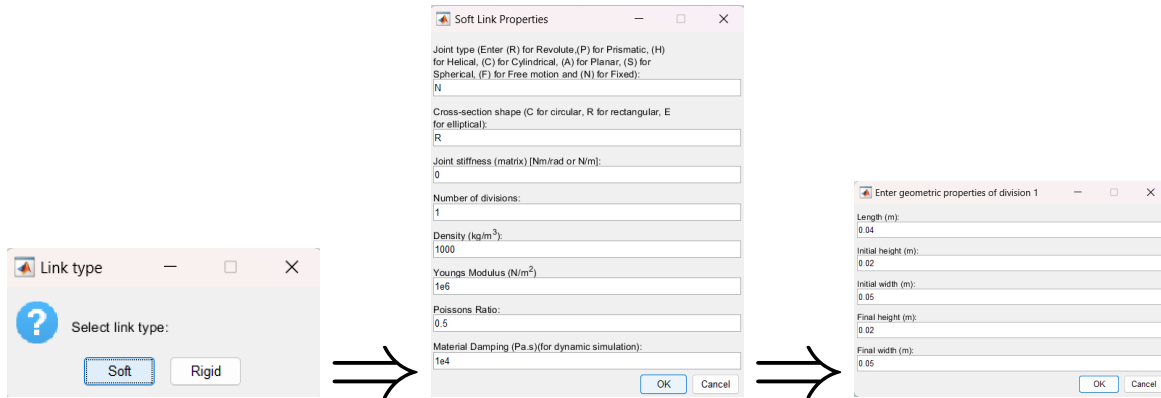 Link type
Select link type:
Soft
Rigid
Soft Link Properties
Joint type (Enter (R) for Revolute,(P) for Prismatic, (H)
for Helical, (C) for Cylindrical, (A) for Planar, (S) for
Spherical, (F) for Free motion and (N) for Fixed):
N
Cross-section shape (C for circular, R for rectangular, E
for elliptical):
R
Joint stiffness (matrix) [Nm/rad or N/m]:
0
Number of divisions:
1
Density (kg/m³):
1000
Youngs Modulus (N/m²)
1e6
Poissons Ratio:
0.5
Material Damping (Pa.s)(for dynamic simulation):
1e4
OK
Cancel
Enter geometric properties of division 1
Length (m):
0.04
Initial height (m):
0.02
Initial width (m):
0.05
Final height (m):
0.02
Final width (m):
0.05
OK
Cancel